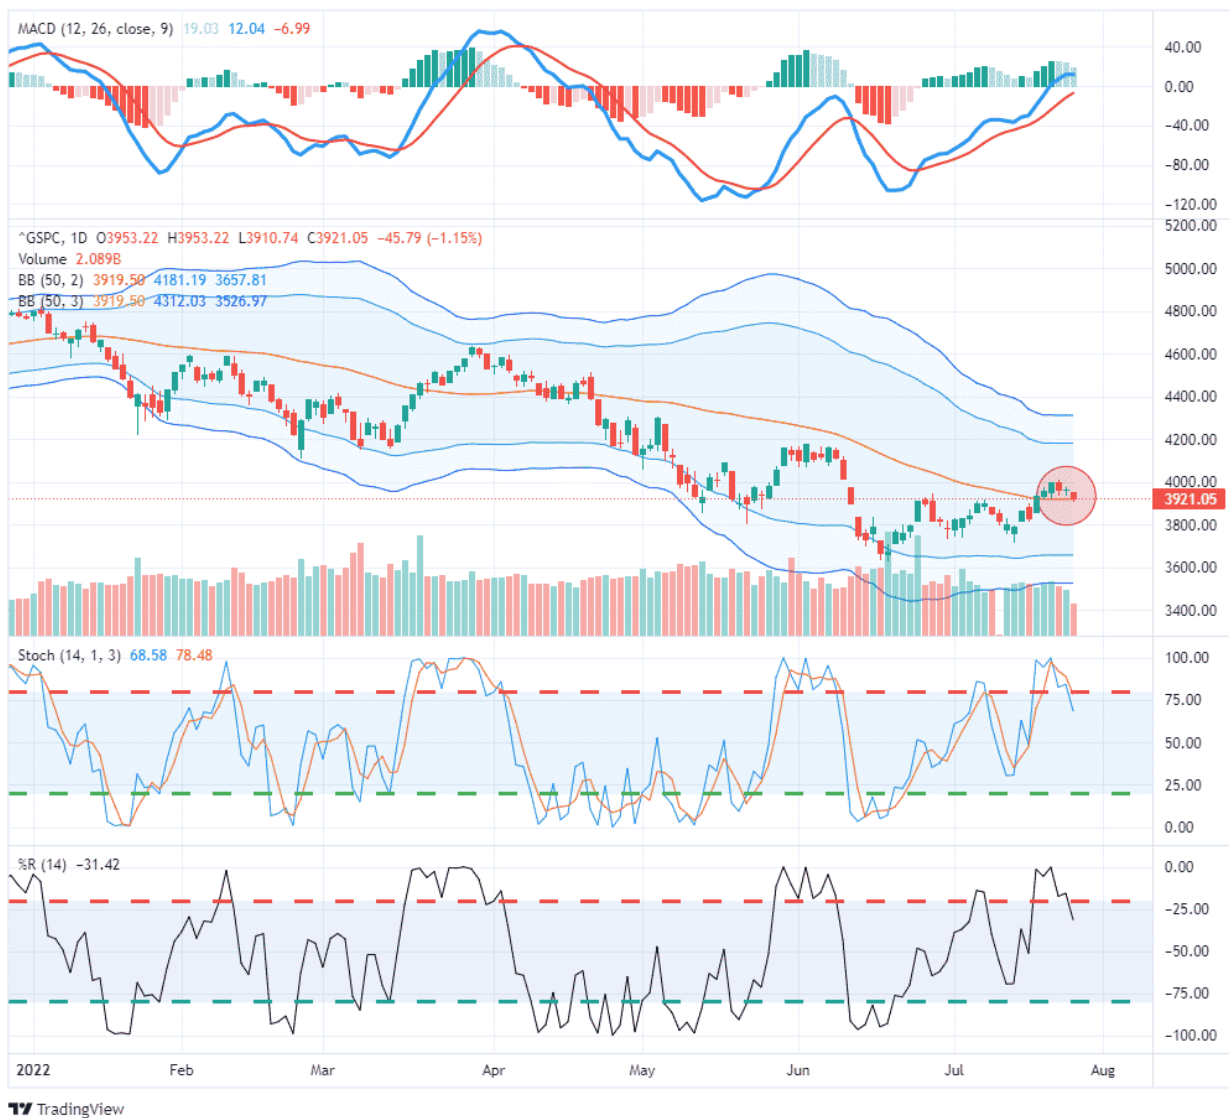 MACD (12, 26, close, 9) 19.03 12.04 −6.99
40.00
0.00
−40.00
−80.00
−120.00
5200.00
^GSPC, 1D O3953.22 H3953.22 L3910.74 C3921.05 −45.79 (−1.15%)
Volume 2.089B
5000.00
BB (50, 2) 3919.50 4181.19 3657.81
BB (50, 3) 3919.50 4312.03 3526.97
4800.00
4600.00
4400.00
4200.00
4000.00
3921.05
3800.00
3600.00
3400.00
Stoch (14, 1, 3) 68.58 78.48
100.00
75.00
50.00
25.00
0.00
%R (14) −31.42
0.00
−25.00
−50.00
−75.00
−100.00
2022 Feb Mar Apr May Jun Jul Aug
TradingView